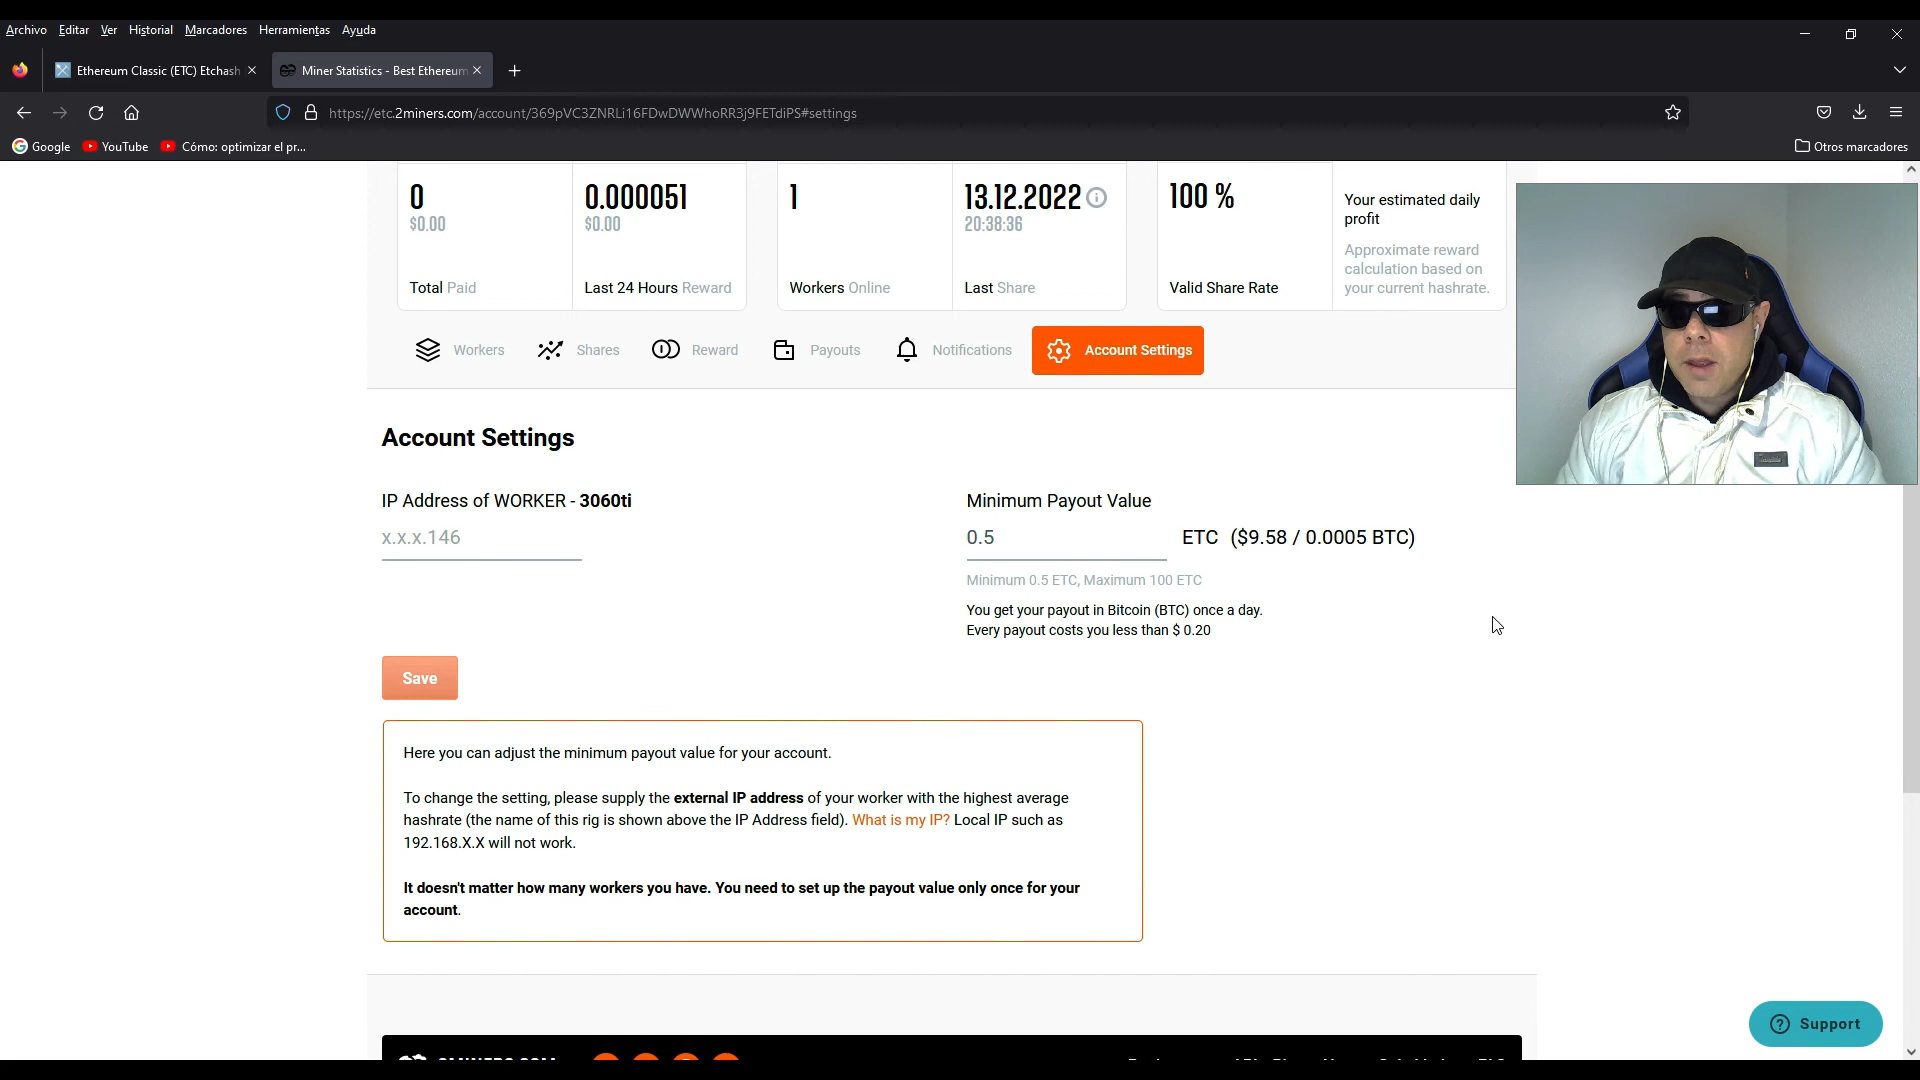 Archivo Editar Ver Historial Marcadores Herramientas Ayuda
Ethereum Classic (ETC) Etchash
Miner Statistics - Best Ethereum
https://etc.2miners.com/account/369pVC3ZNRLi16FDwDWWhoRR3j9FETdiPS#settings
Google YouTube Cómo: optimizar el pr... Otros marcadores
0
$0.00
Total Paid
0.000051
$0.00
Last 24 Hours Reward
1
Workers Online
13.12.2022
20:38:36
Last Share
100 %
Valid Share Rate
Your estimated daily
profit
Approximate reward
calculation based on
your current hashrate.
Workers Shares Reward Payouts Notifications Account Settings
Account Settings
IP Address of WORKER - 3060ti
x.x.x.146
Minimum Payout Value
0.5 ETC ($9.58 / 0.0005 BTC)
Minimum 0.5 ETC, Maximum 100 ETC
You get your payout in Bitcoin (BTC) once a day.
Every payout costs you less than $ 0.20
Save
Here you can adjust the minimum payout value for your account.
To change the setting, please supply the external IP address of your worker with the highest average
hashrate (the name of this rig is shown above the IP Address field). What is my IP? Local IP such as
192.168.X.X will not work.
It doesn't matter how many workers you have. You need to set up the payout value only once for your
account.
Support